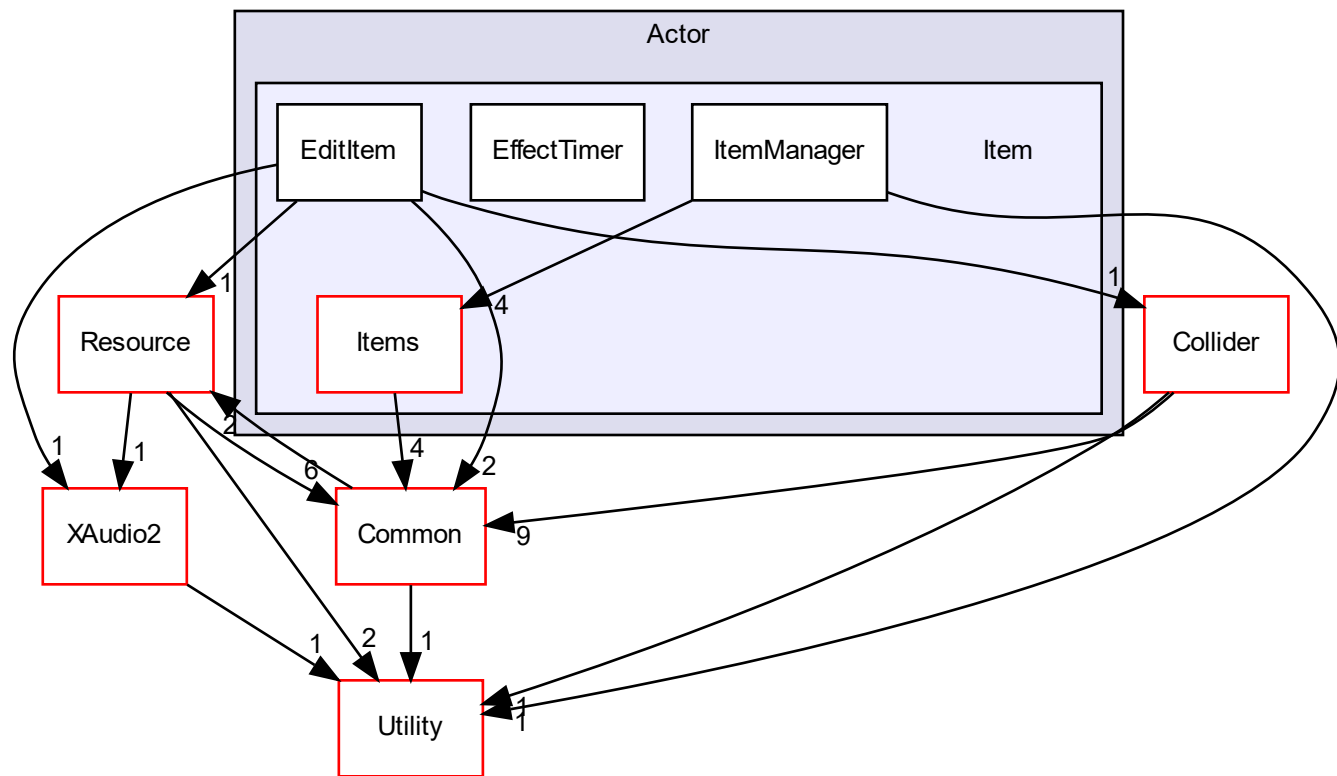 Actor
EditItem
EffectTimer
ItemManager
Item
1
4
1
Resource
Items
Collider
2
1
1
6
4
2
9
XAudio2
Common
1
2
1
1
1
Utility